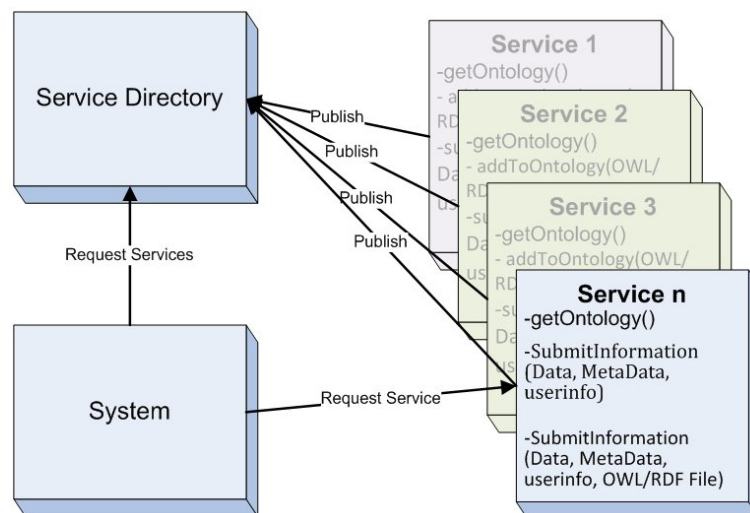 Service Directory
Request Services
System
Request Service
Publish
Publish
Publish
Publish
Service 1
-getOntology()
Service 2
-getOntology()
- addToOntology(OWL/
Service 3
-getOntology()
- addToOntology(OWL/
Service n
-getOntology()
-SubmitInformation
(Data, MetaData,
userinfo)
-SubmitInformation
(Data, MetaData,
userinfo, OWL/RDF File)